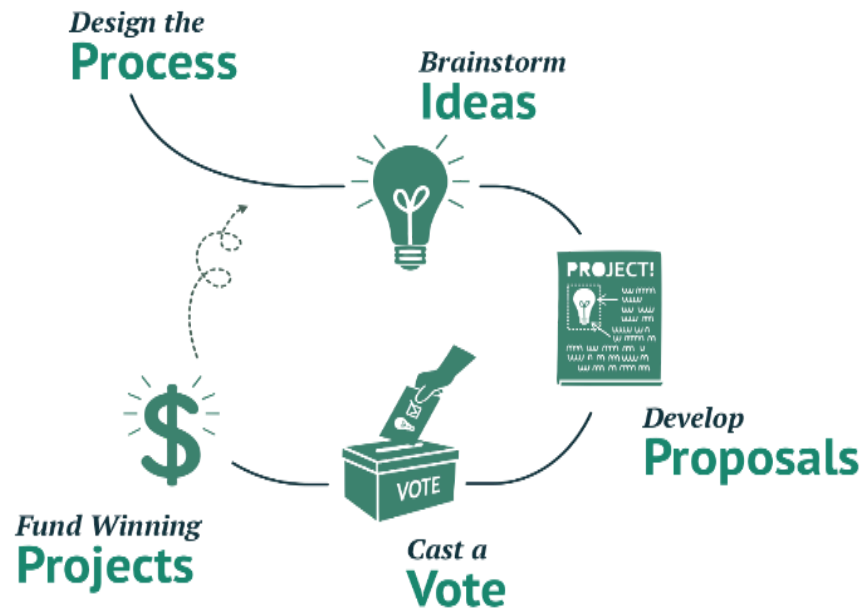 Design the
Process
Brainstorm
Ideas
PROJECT!
Develop
Proposals
VOTE
Cast a
Vote
Fund Winning
Projects